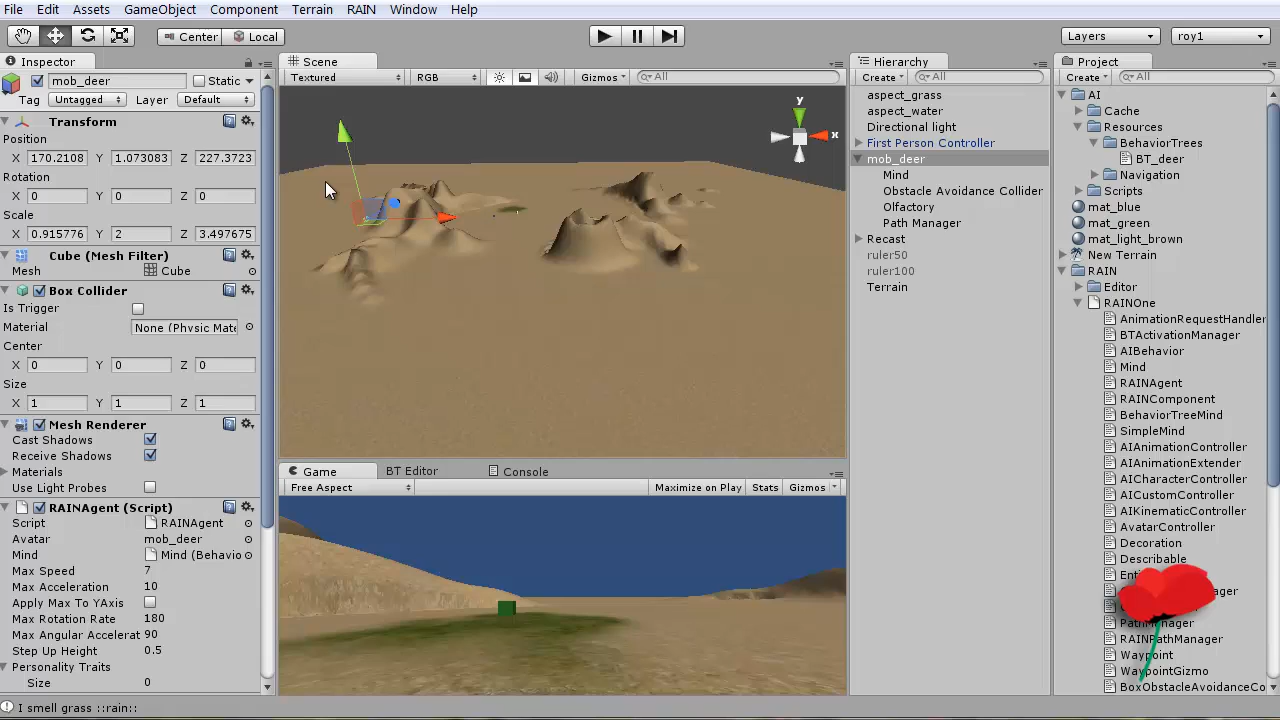 File Edit Assets GameObject Component Terrain RAIN Window Help
Center Local Layers roy1
Inspector
mob_deer Static
Tag Untagged Layer Default
Transform
Position
X 170.2108 Y 1.073083 Z 227.3723
Rotation
X 0 Y 0 Z 0
Scale
X 0.915776 Y 2 Z 3.497675
Cube (Mesh Filter)
Mesh Cube
Box Collider
Is Trigger
Material None (Physic Mate
Center
X 0 Y 0 Z 0
Size
X 1 Y 1 Z 1
Mesh Renderer
Cast Shadows
Receive Shadows
Materials
Use Light Probes
RAINAgent (Script)
Script RAINAgent
Avatar mob_deer
Mind Mind (Behavio
Max Speed 7
Max Acceleration 10
Apply Max To YAxis
Max Rotation Rate 180
Max Angular Accelerat 90
Step Up Height 0.5
Personality Traits
Size 0
Scene
Textured RGB Gizmos All
y
x
Game BT Editor Console
Free Aspect Maximize on Play Stats Gizmos
Hierarchy
Create All
aspect_grass
aspect_water
Directional light
First Person Controller
mob_deer
Mind
Obstacle Avoidance Collider
Olfactory
Path Manager
Recast
ruler50
ruler100
Terrain
Project
Create All
AI
Cache
Resources
BehaviorTrees
BT_deer
Navigation
Scripts
mat_blue
mat_green
mat_light_brown
New Terrain
RAIN
Editor
RAINOne
AnimationRequestHandler
BTActivationManager
AIBehavior
Mind
RAINAgent
RAINComponent
BehaviorTreeMind
SimpleMind
AIAnimationController
AIAnimationExtender
AICharacterController
AICustomController
AIKinematicController
AvatarController
Decoration
Describable
PathManager
RAINPathManager
Waypoint
WaypointGizmo
BoxObstacleAvoidanceCo
I smell grass ::rain::